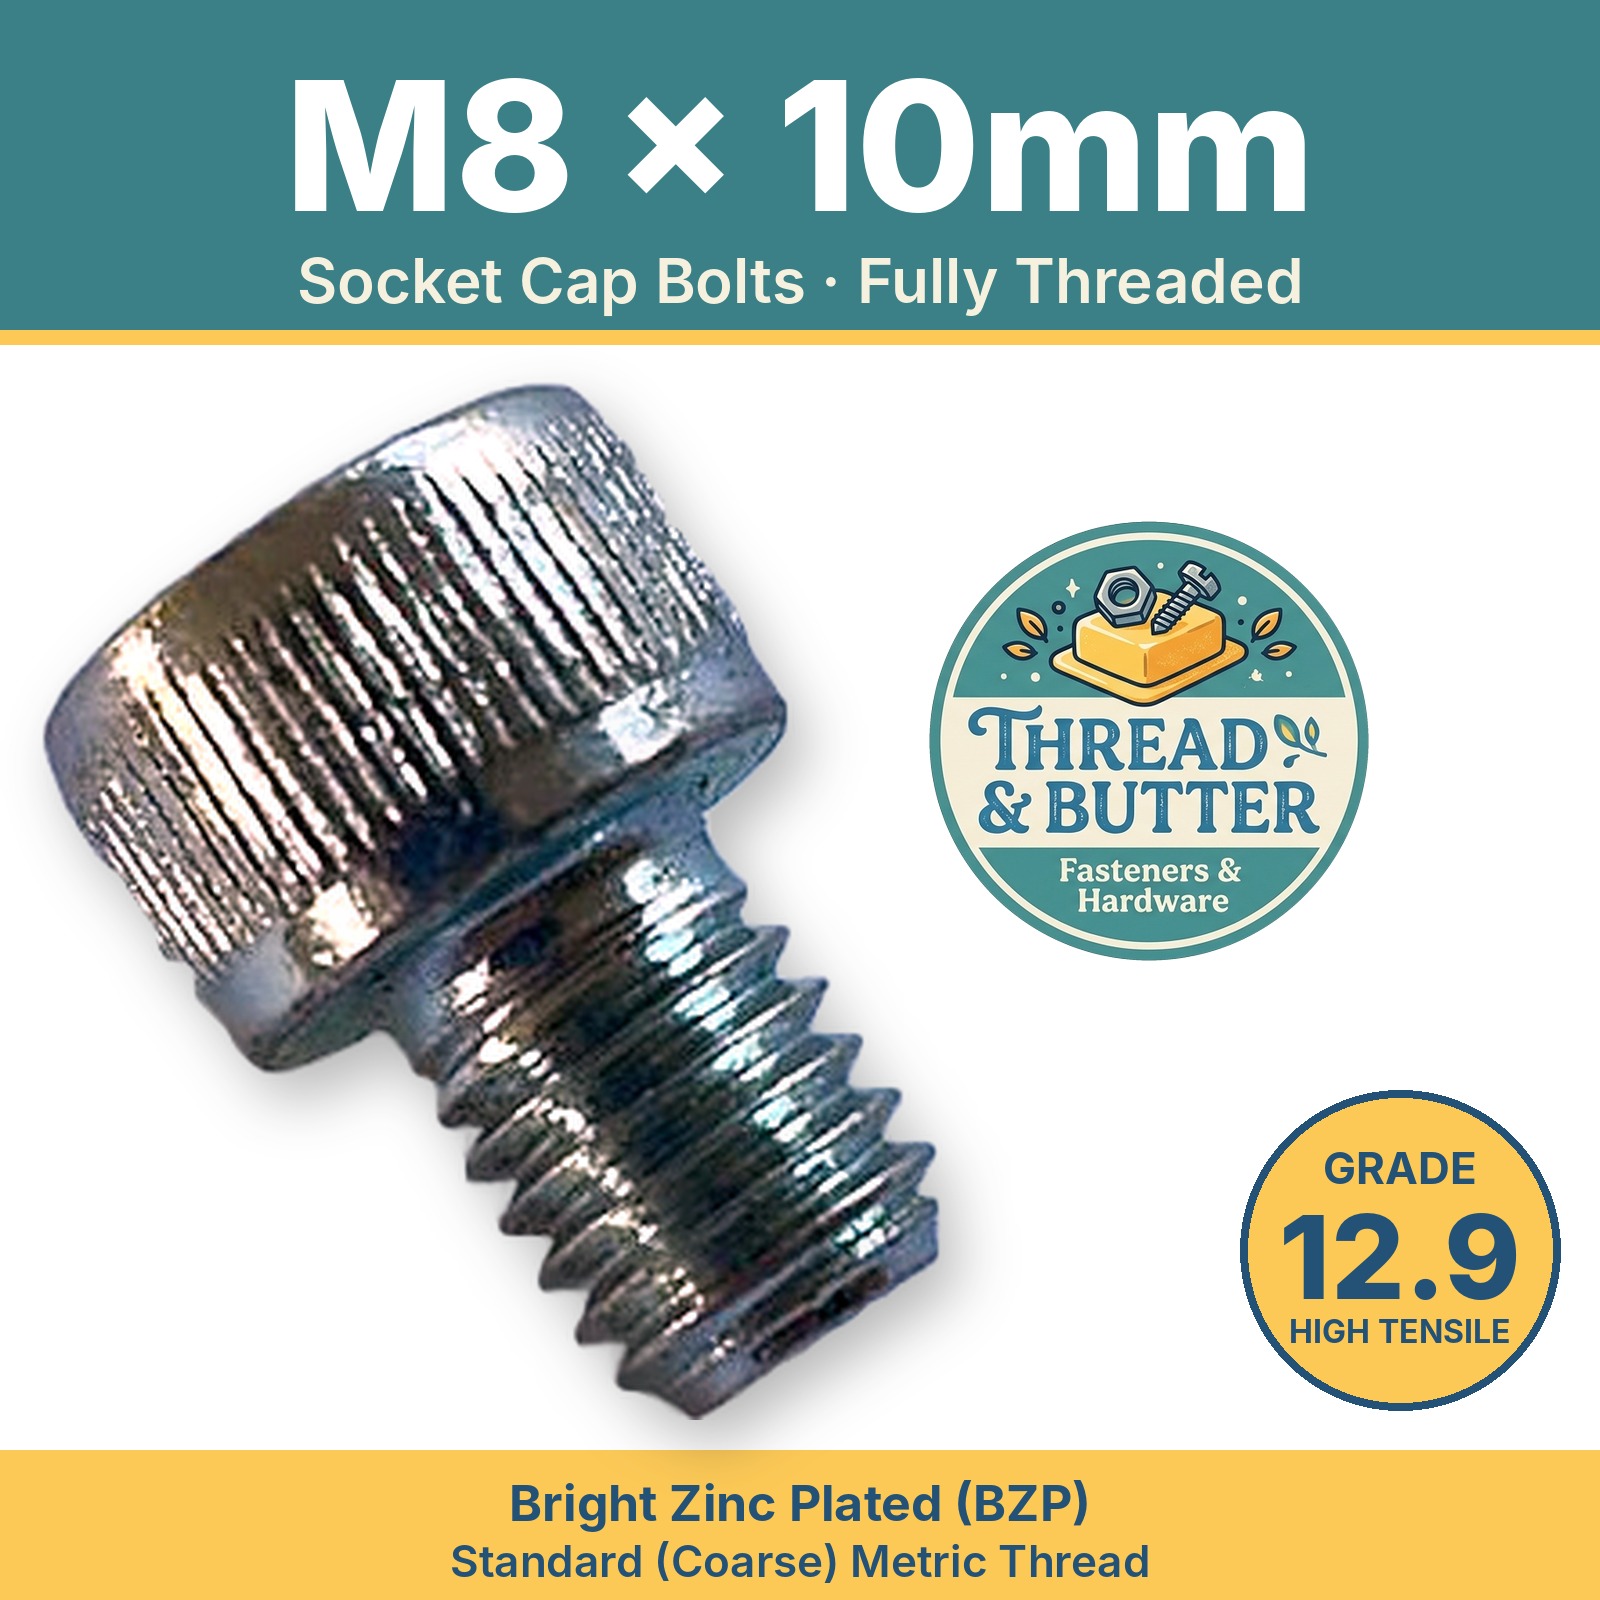 M8 × 10mm
Socket Cap Bolts · Fully Threaded
THREAD
& BUTTER
Fasteners &
Hardware
GRADE
12.9
HIGH TENSILE
Bright Zinc Plated (BZP)
Standard (Coarse) Metric Thread